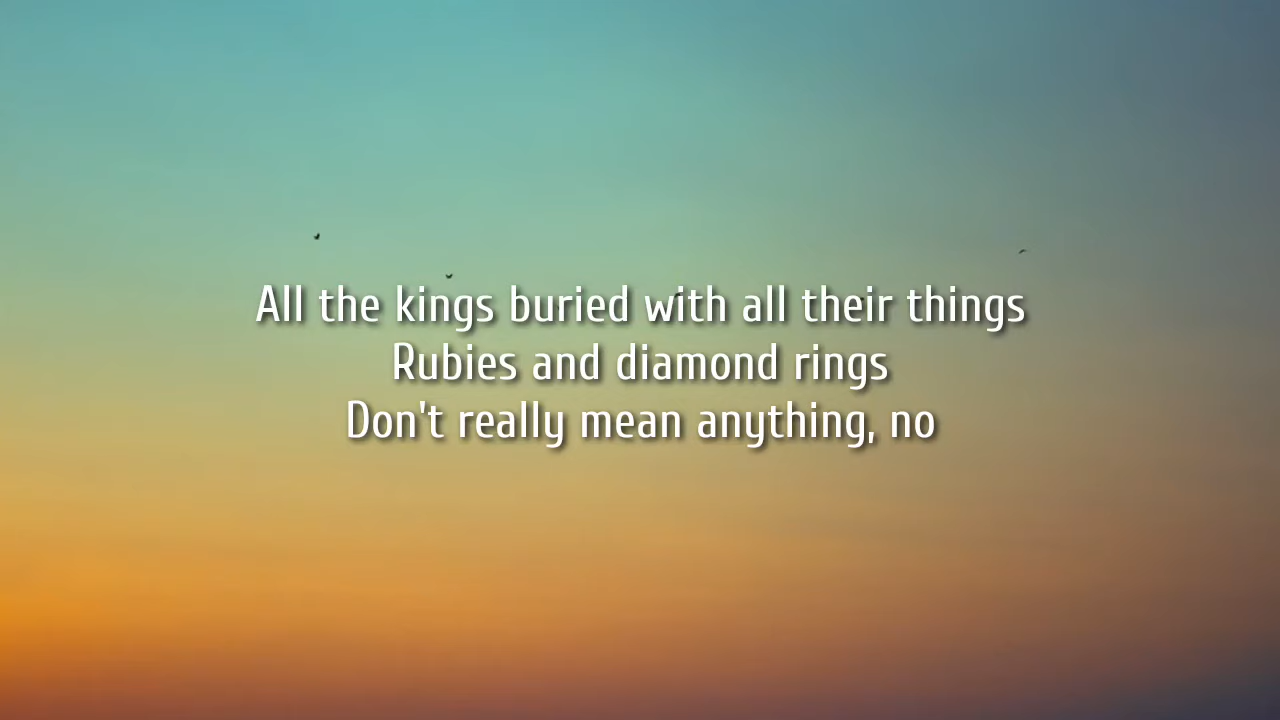 All the kings buried with all their things
Rubies and diamond rings
Don't really mean anything, no